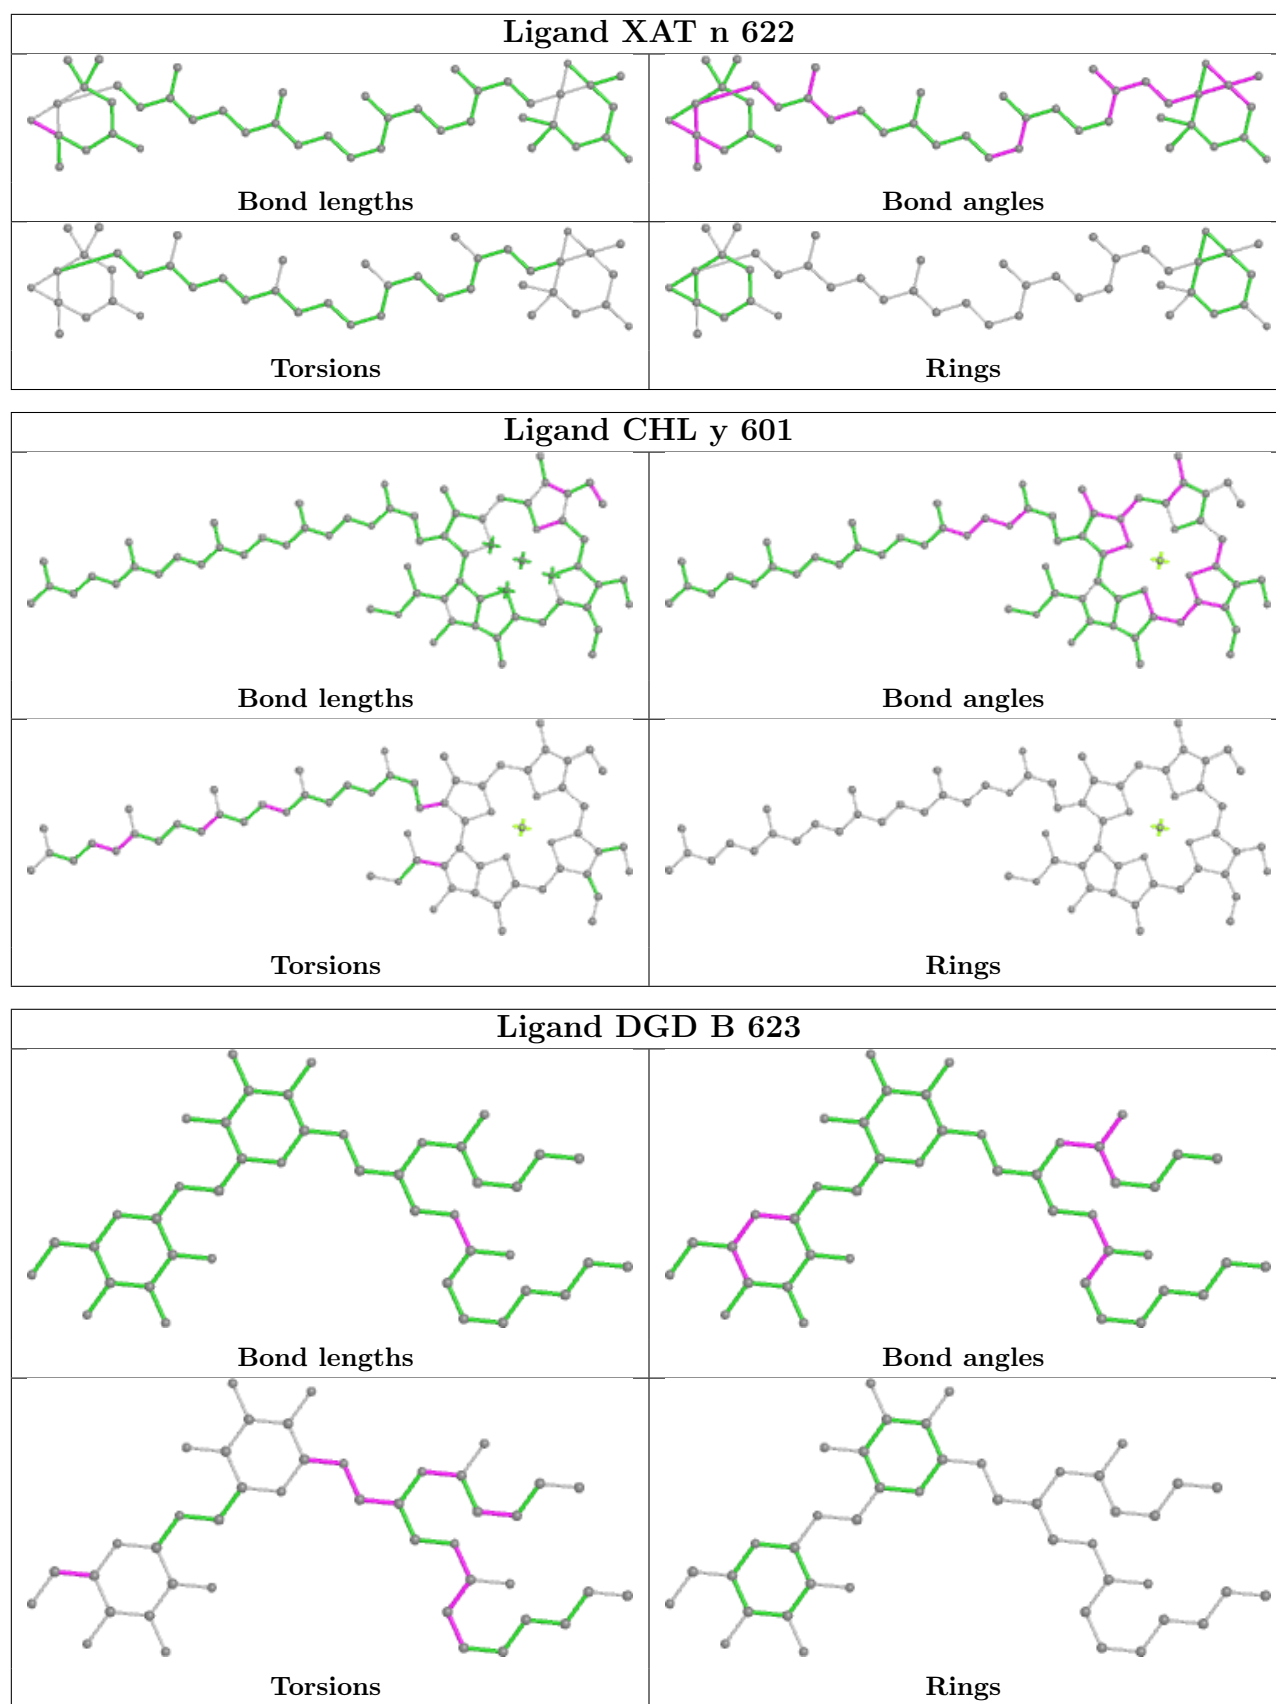 Ligand XAT n 622
Bond lengths
Bond angles
Torsions
Rings
Ligand CHL y 601
Bond lengths
Bond angles
Torsions
Rings
Ligand DGD B 623
Bond lengths
Bond angles
Torsions
Rings